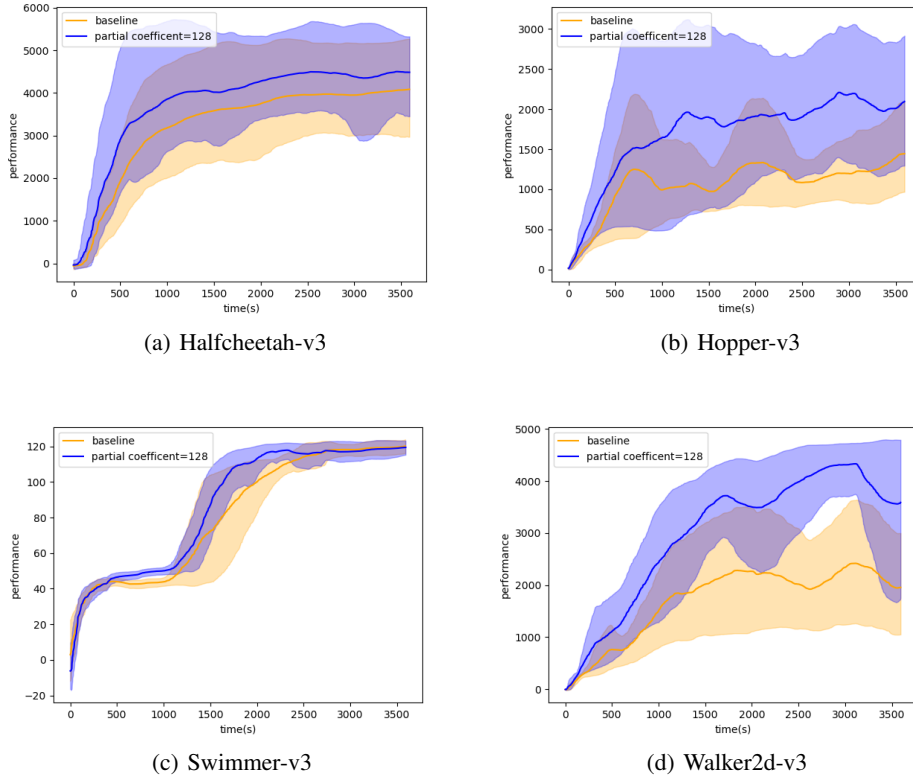 6000
5000
4000
3000
2000
1000
0
performance
baseline
partial coefficent=128
0 500 1000 1500 2000 2500 3000 3500
time(s)
(a) Halfcheetah-v3
3000
2500
2000
1500
1000
500
0
performance
baseline
partial coefficent=128
0 500 1000 1500 2000 2500 3000 3500
time(s)
(b) Hopper-v3
120
100
80
60
40
20
0
−20
performance
baseline
partial coefficent=128
0 500 1000 1500 2000 2500 3000 3500
time(s)
(c) Swimmer-v3
5000
4000
3000
2000
1000
0
performance
baseline
partial coefficent=128
0 500 1000 1500 2000 2500 3000 3500
time(s)
(d) Walker2d-v3